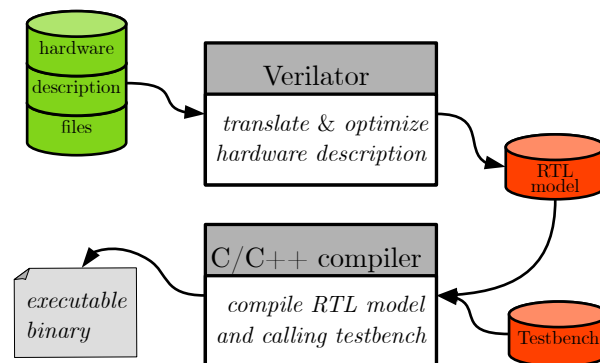 hardware
description
files
Verilator
translate & optimize
hardware description
RTL
model
C/C++ compiler
compile RTL model
and calling testbench
executable
binary
Testbench